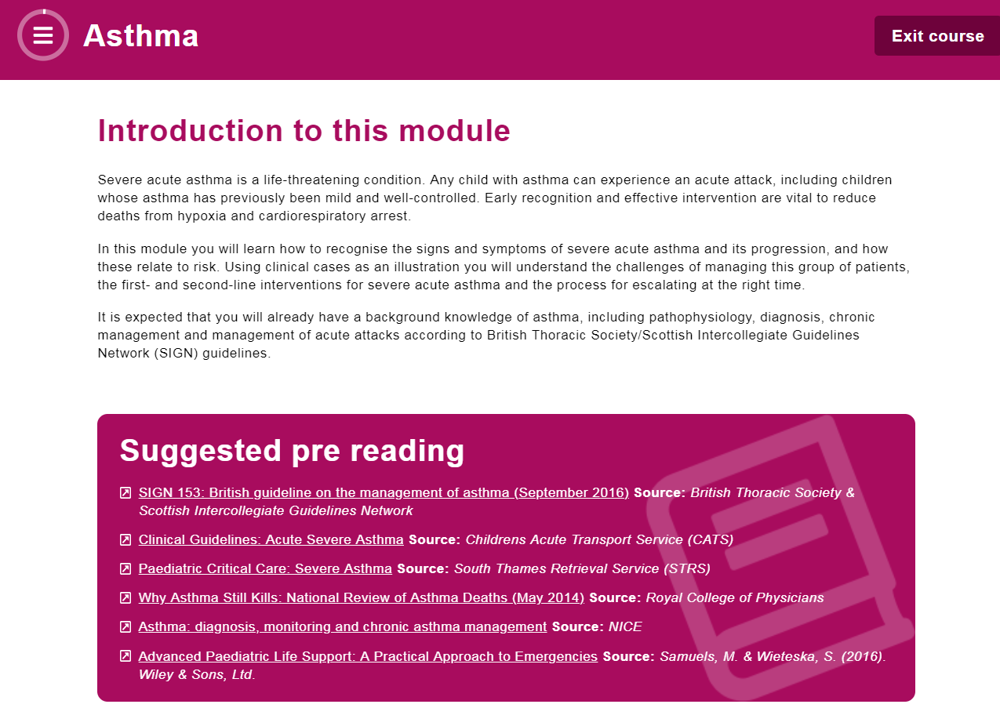 Asthma
Exit course
Introduction to this module
Severe acute asthma is a life-threatening condition. Any child with asthma can experience an acute attack, including children
whose asthma has previously been mild and well-controlled. Early recognition and effective intervention are vital to reduce
deaths from hypoxia and cardiorespiratory arrest.
In this module you will learn how to recognise the signs and symptoms of severe acute asthma and its progression, and how
these relate to risk. Using clinical cases as an illustration you will understand the challenges of managing this group of patients,
the first- and second-line interventions for severe acute asthma and the process for escalating at the right time.
It is expected that you will already have a background knowledge of asthma, including pathophysiology, diagnosis, chronic
management and management of acute attacks according to British Thoracic Society/Scottish Intercollegiate Guidelines
Network (SIGN) guidelines.
Suggested pre reading
SIGN 153: British guideline on the management of asthma (September 2016) Source: British Thoracic Society &
Scottish Intercollegiate Guidelines Network
Clinical Guidelines: Acute Severe Asthma Source: Childrens Acute Transport Service (CATS)
Paediatric Critical Care: Severe Asthma Source: South Thames Retrieval Service (STRS)
Why Asthma Still Kills: National Review of Asthma Deaths (May 2014) Source: Royal College of Physicians
Asthma: diagnosis, monitoring and chronic asthma management Source: NICE
Advanced Paediatric Life Support: A Practical Approach to Emergencies Source: Samuels, M. & Wieteska, S. (2016).
Wiley & Sons, Ltd.